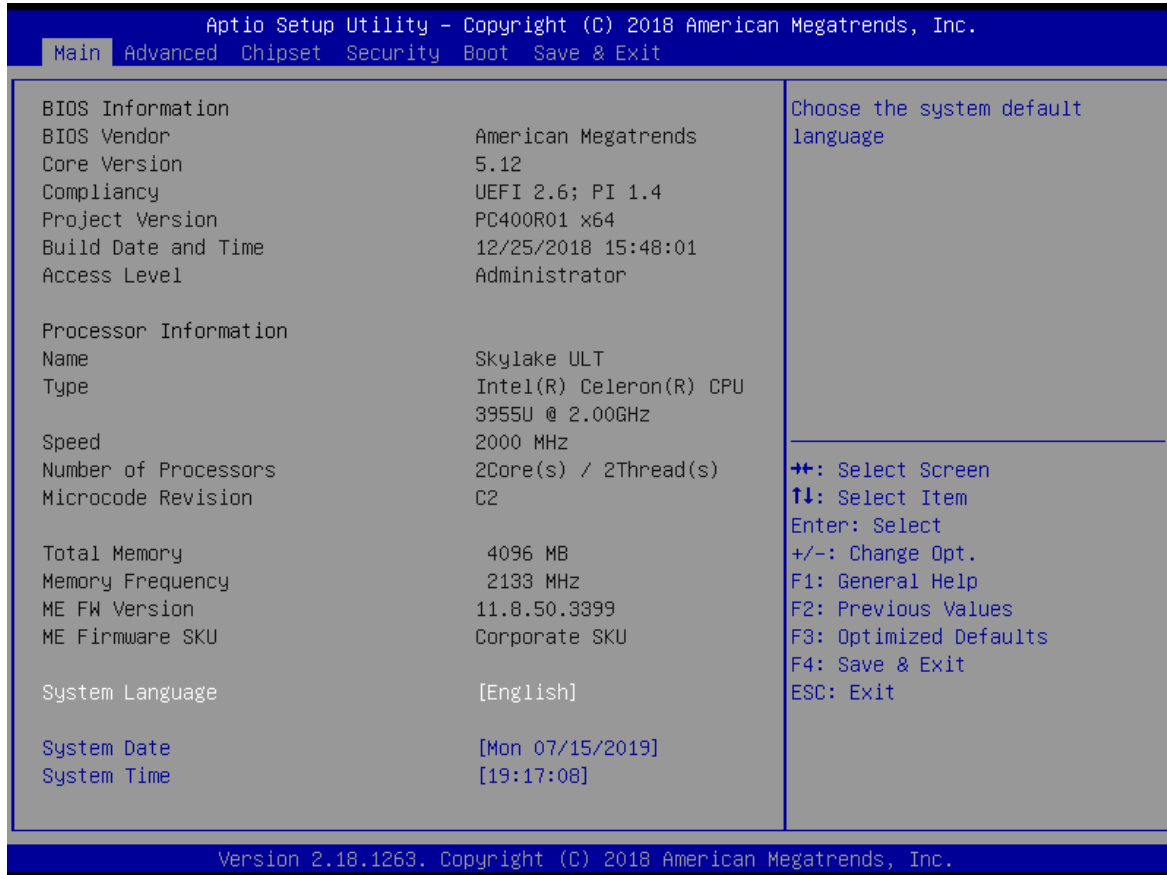 Aptio Setup Utility – Copyright (C) 2018 American Megatrends, Inc.
Main Advanced Chipset Security Boot Save & Exit
BIOS Information
BIOS Vendor American Megatrends
Core Version 5.12
Compliancy UEFI 2.6; PI 1.4
Project Version PC400R01 x64
Build Date and Time 12/25/2018 15:48:01
Access Level Administrator
Processor Information
Name Skylake ULT
Type Intel(R) Celeron(R) CPU
3955U @ 2.00GHz
Speed 2000 MHz
Number of Processors 2Core(s) / 2Thread(s)
Microcode Revision C2
Total Memory 4096 MB
Memory Frequency 2133 MHz
ME FW Version 11.8.50.3399
ME Firmware SKU Corporate SKU
System Language [English]
System Date [Mon 07/15/2019]
System Time [19:17:08]
Choose the system default
language
→←: Select Screen
↑↓: Select Item
Enter: Select
+/-: Change Opt.
F1: General Help
F2: Previous Values
F3: Optimized Defaults
F4: Save & Exit
ESC: Exit
Version 2.18.1263. Copyright (C) 2018 American Megatrends, Inc.